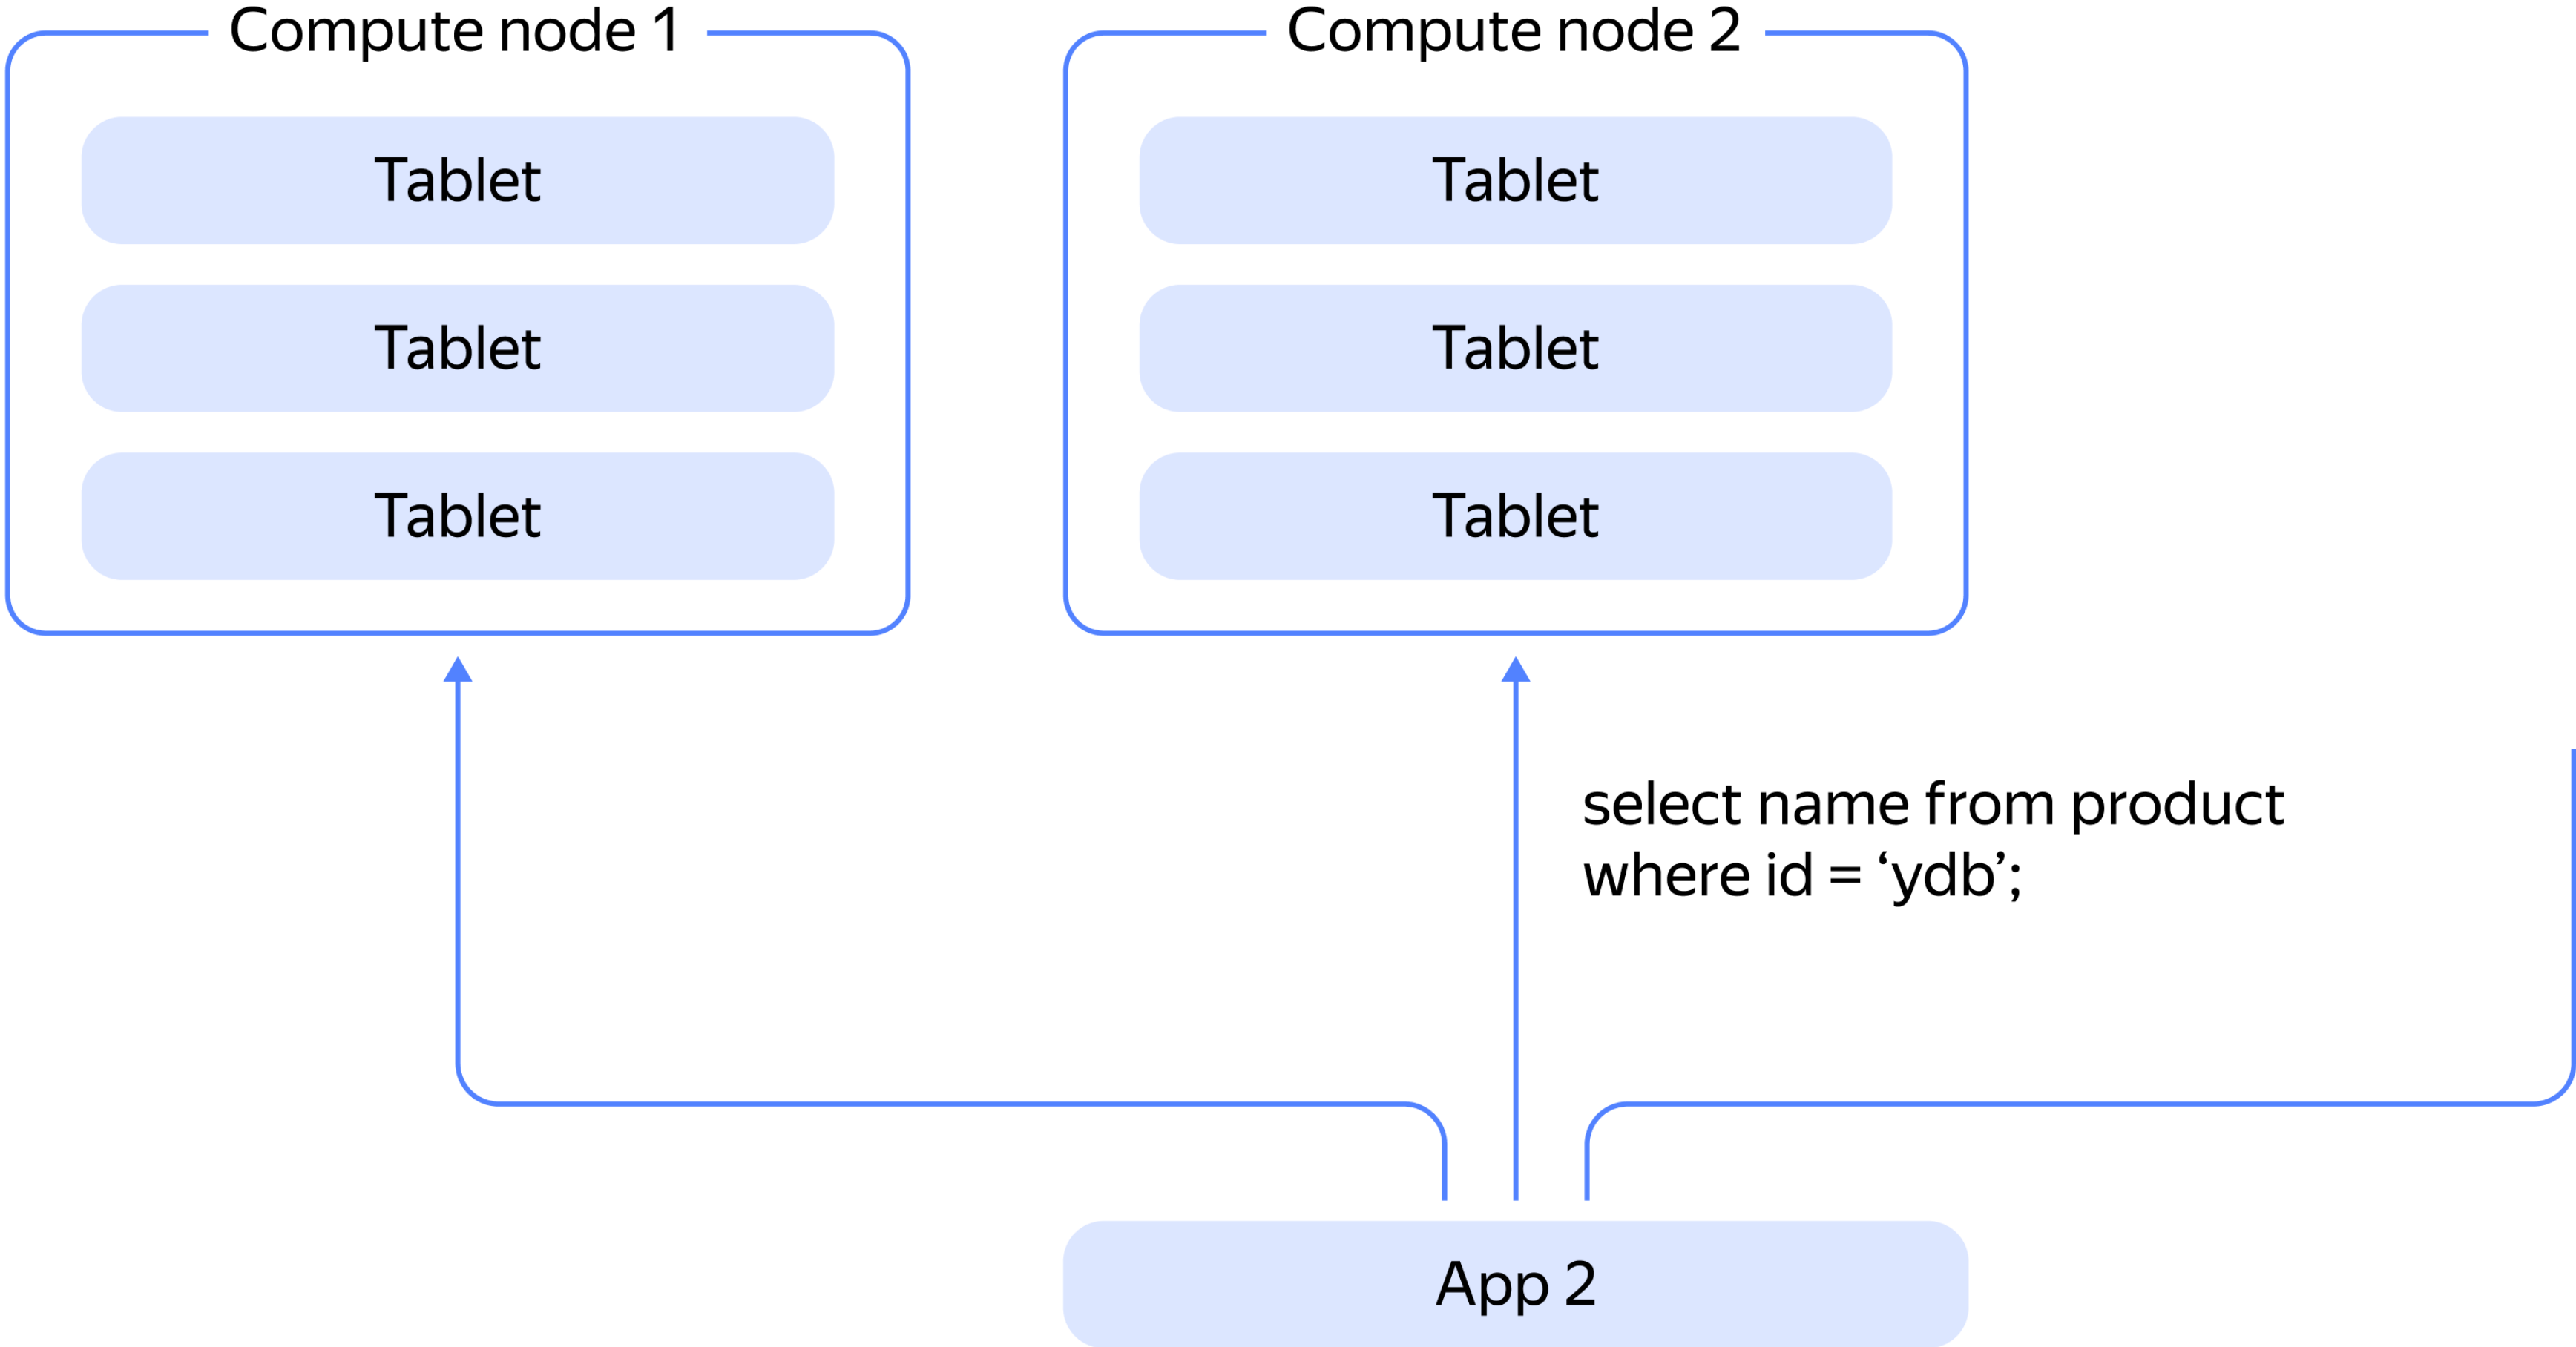 Compute node 1
Compute node 2
Tablet
Tablet
Tablet
Tablet
Tablet
Tablet
select name from product
where id = ‘ydb’;
App 2